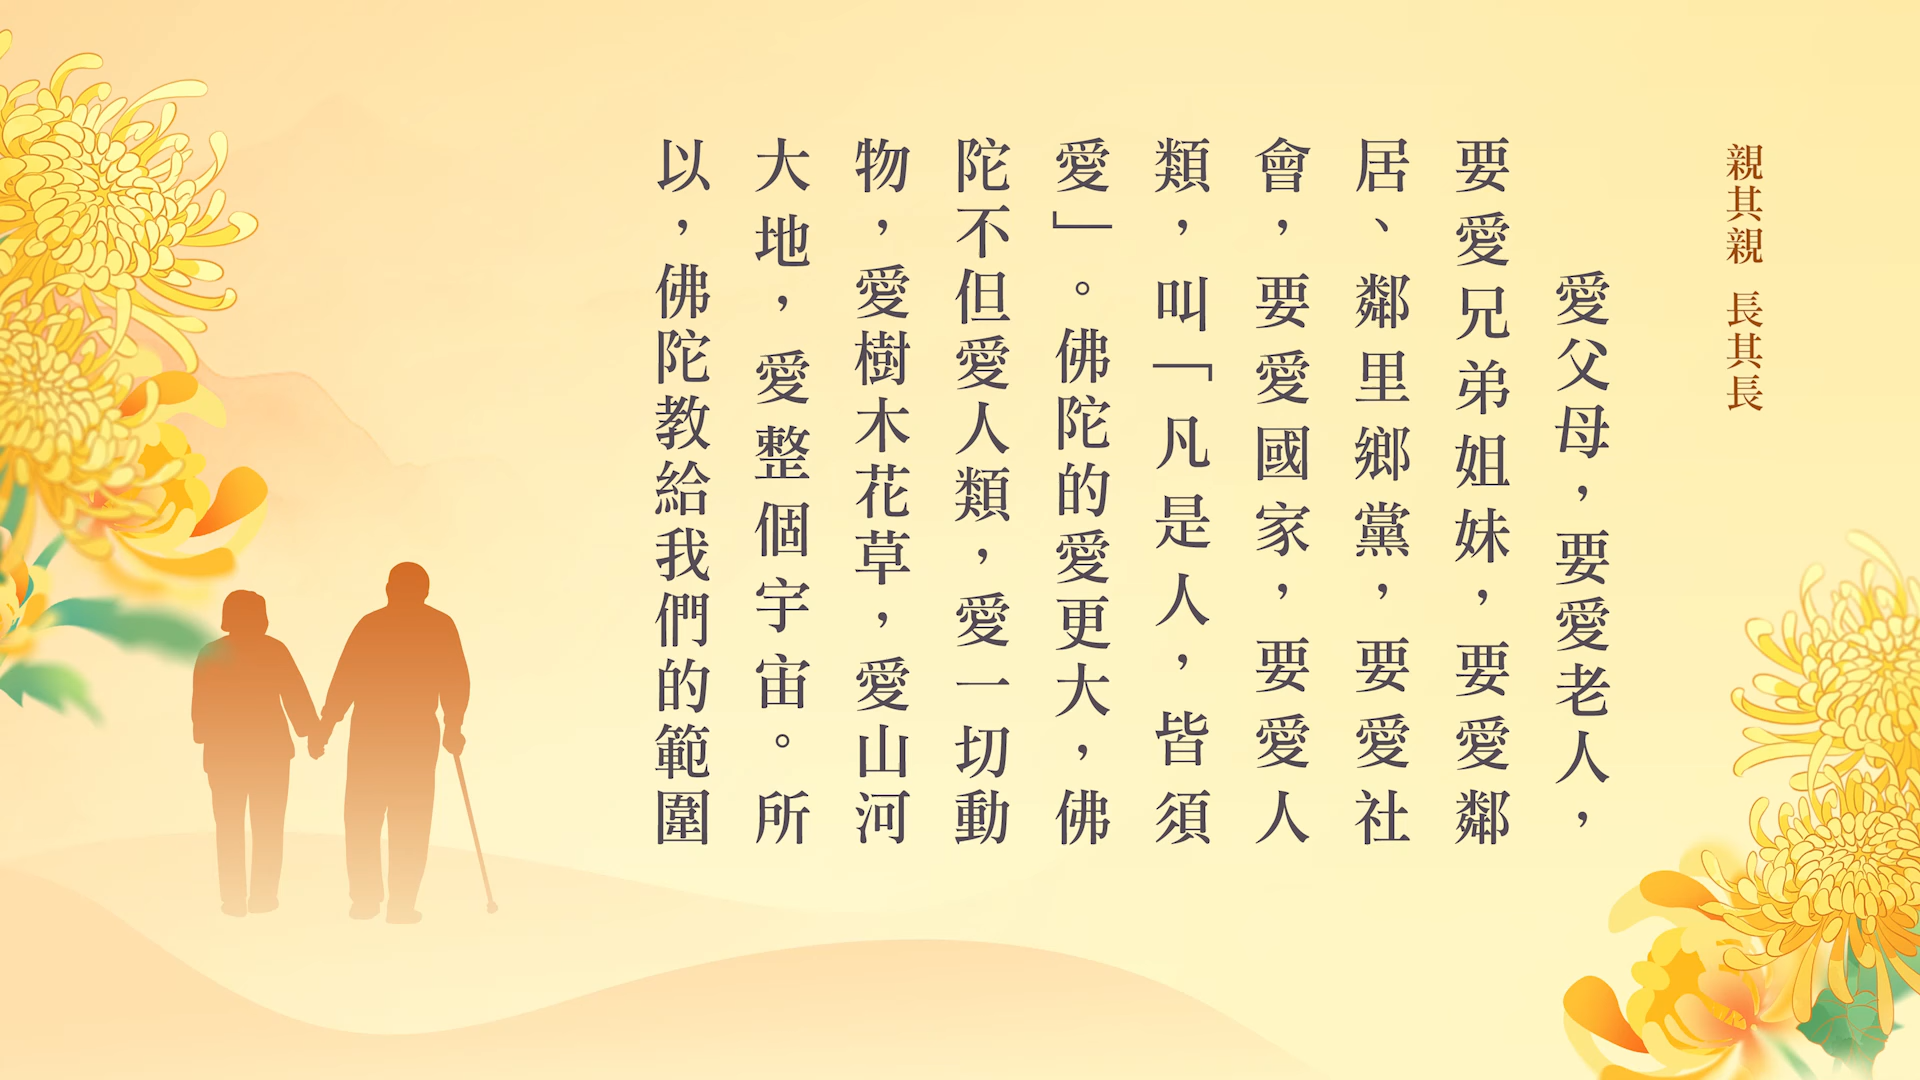 親其親 長其長
愛父母，要愛老人，
要愛兄弟姐妹，要愛鄰
居、鄰里鄉黨，要愛社
會，要愛國家，要愛人
類，叫「凡是人，皆須
愛」。佛陀的愛更大，佛
陀不但愛人類，愛一切動
物，愛樹木花草，愛山河
大地，愛整個宇宙。所
以，佛陀教給我們的範圍